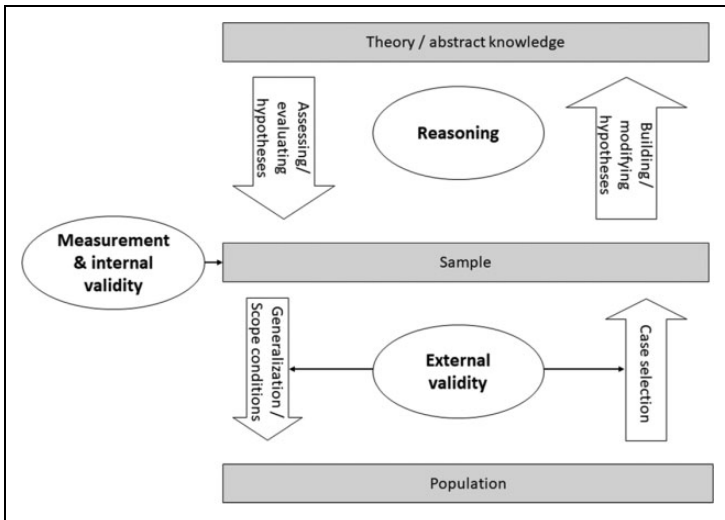 Theory / abstract knowledge
Assessing/
evaluating
hypotheses
Reasoning
Building/
modifying
hypotheses
Measurement
& internal
validity
Sample
Generalization /
Scope conditions
External
validity
Case selection
Population